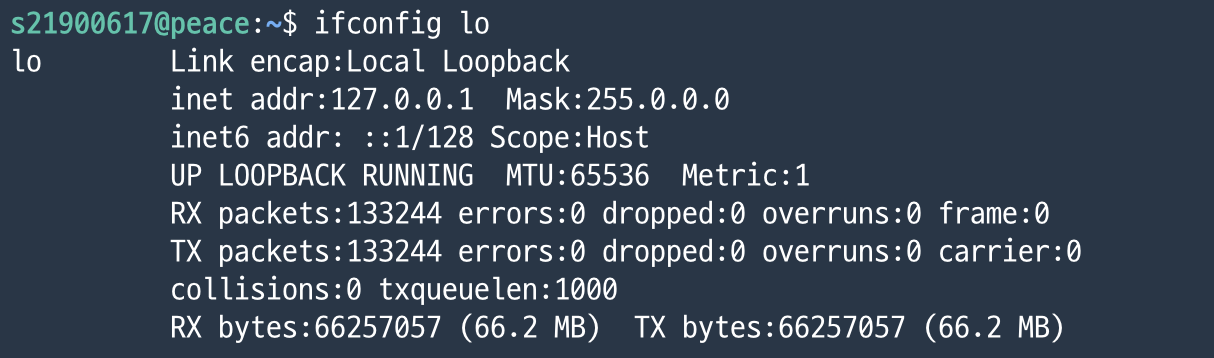 s21900617@peace:~$ ifconfig lo
lo        Link encap:Local Loopback
          inet addr:127.0.0.1  Mask:255.0.0.0
          inet6 addr: ::1/128 Scope:Host
          UP LOOPBACK RUNNING  MTU:65536  Metric:1
          RX packets:133244 errors:0 dropped:0 overruns:0 frame:0
          TX packets:133244 errors:0 dropped:0 overruns:0 carrier:0
          collisions:0 txqueuelen:1000
          RX bytes:66257057 (66.2 MB)  TX bytes:66257057 (66.2 MB)